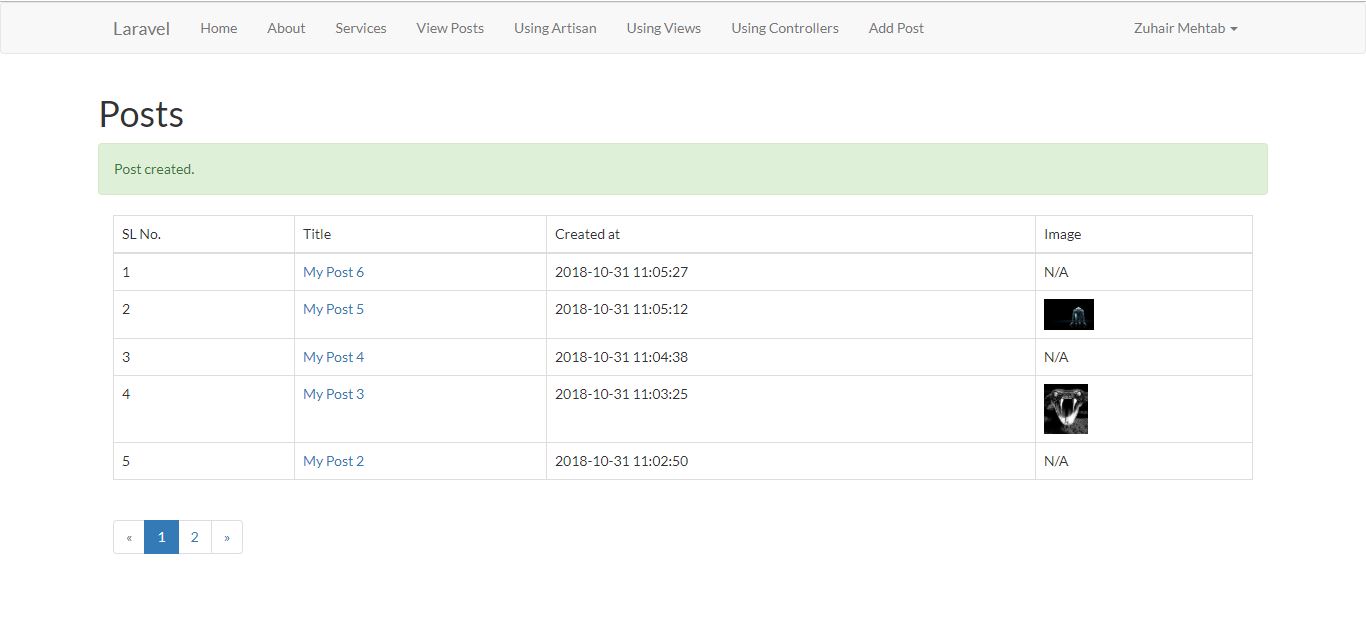 Laravel Home About Services View Posts Using Artisan Using Views Using Controllers Add Post Zuhair Mehtab
Posts
Post created.
SL No. Title Created at Image
1 My Post 6 2018-10-31 11:05:27 N/A
2 My Post 5 2018-10-31 11:05:12
3 My Post 4 2018-10-31 11:04:38 N/A
4 My Post 3 2018-10-31 11:03:25
5 My Post 2 2018-10-31 11:02:50 N/A
« 1 2 »